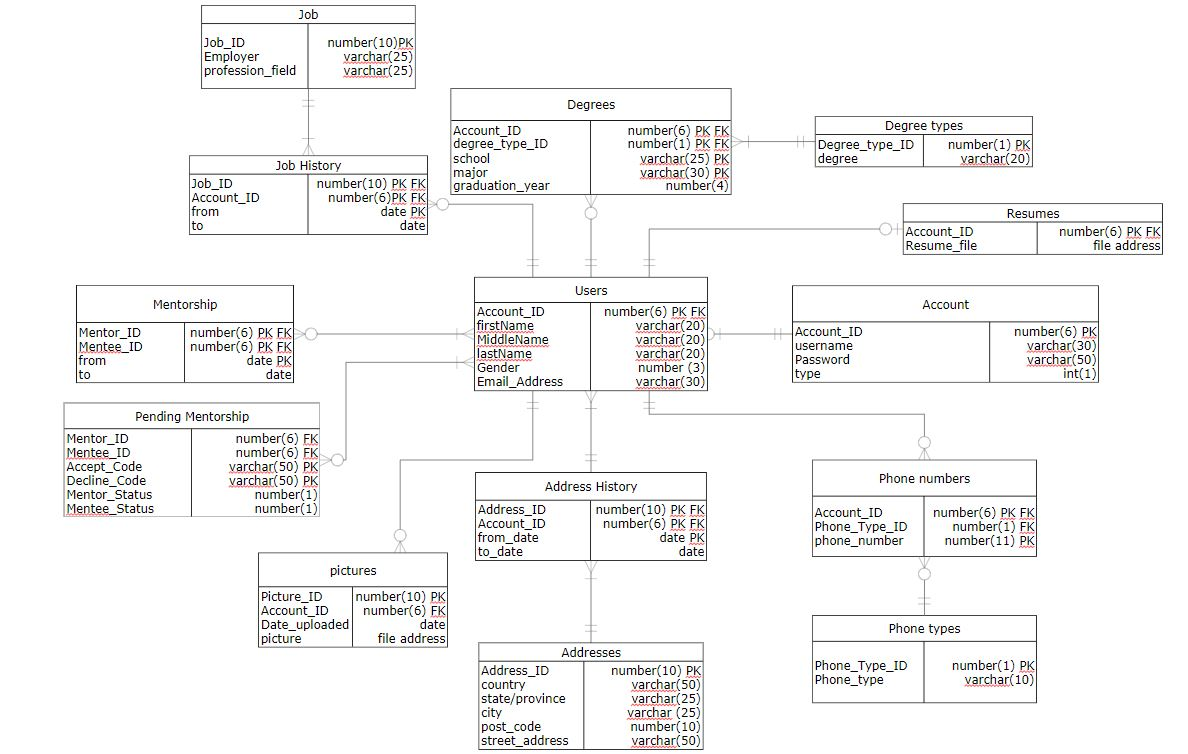 Job
Job_ID number(10)PK
Employer varchar(25)
profession_field varchar(25)
Degrees
Account_ID number(6) PK FK
degree_type_ID number(1) PK FK
school varchar(25) PK
major varchar(30) PK
graduation_year number(4)
Degree types
Degree_type_ID number(1) PK
degree varchar(20)
Job History
Job_ID number(10) PK FK
Account_ID number(6)PK FK
from date PK
to date
Resumes
Account_ID number(6) PK FK
Resume_file file address
Mentorship
Mentor_ID number(6) PK FK
Mentee_ID number(6) PK FK
from date PK
to date
Users
Account_ID number(6) PK FK
firstName varchar(20)
MiddleName varchar(20)
lastName varchar(20)
Gender number (3)
Email_Address varchar(30)
Account
Account_ID number(6) PK
username varchar(30)
Password varchar(50)
type int(1)
Pending Mentorship
Mentor_ID number(6) FK
Mentee_ID number(6) FK
Accept_Code varchar(50) PK
Decline_Code varchar(50) PK
Mentor_Status number(1)
Mentee_Status number(1)
Address History
Address_ID number(10) PK FK
Account_ID number(6) PK FK
from_date date PK
to_date date
Phone numbers
Account_ID number(6) PK FK
Phone_Type_ID number(1) FK
phone_number number(11) PK
pictures
Picture_ID number(10) PK
Account_ID number(6) FK
Date_uploaded date
picture file address
Addresses
Address_ID number(10) PK
country varchar(50)
state/province varchar(25)
city varchar (25)
post_code number(10)
street_address varchar(50)
Phone types
Phone_Type_ID number(1) PK
Phone_type varchar(10)